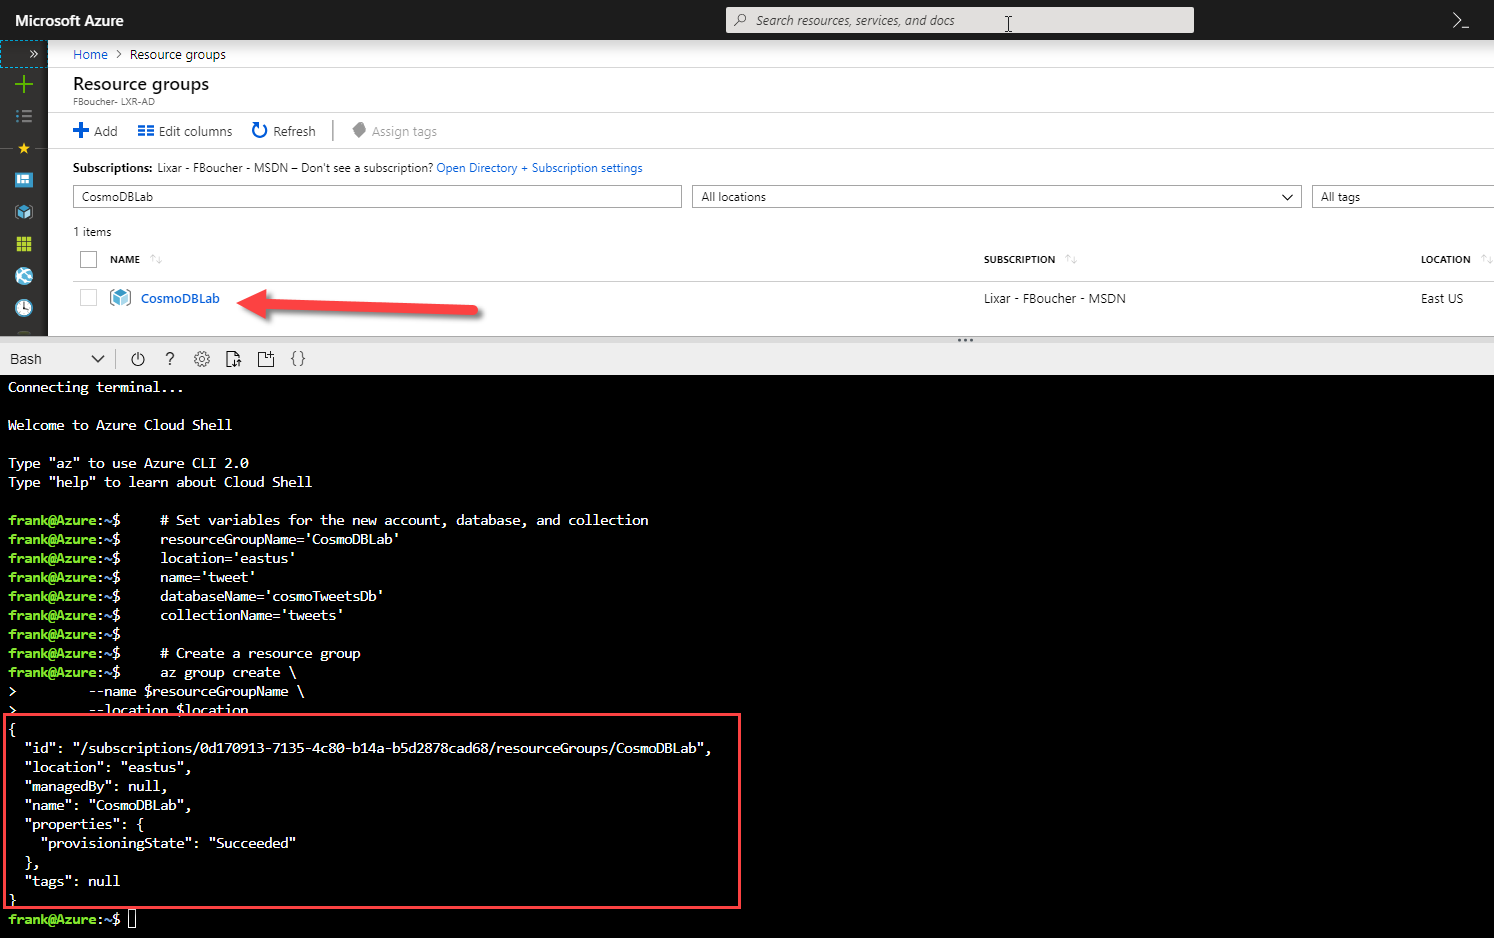 Microsoft Azure
Search resources, services, and docs
Home > Resource groups
Resource groups
FBoucher- LXR-AD
Add Edit columns Refresh Assign tags
Subscriptions: Lixar - FBoucher - MSDN – Don't see a subscription? Open Directory + Subscription settings
CosmoDBLab All locations All tags
1 items
NAME SUBSCRIPTION LOCATION
CosmoDBLab Lixar - FBoucher - MSDN East US
Bash
Connecting terminal...
Welcome to Azure Cloud Shell
Type "az" to use Azure CLI 2.0
Type "help" to learn about Cloud Shell
frank@Azure:~$ # Set variables for the new account, database, and collection
frank@Azure:~$ resourceGroupName='CosmoDBLab'
frank@Azure:~$ location='eastus'
frank@Azure:~$ name='tweet'
frank@Azure:~$ databaseName='cosmoTweetsDb'
frank@Azure:~$ collectionName='tweets'
frank@Azure:~$
frank@Azure:~$ # Create a resource group
frank@Azure:~$ az group create \
> --name $resourceGroupName \
> --location $location
{
"id": "/subscriptions/0d170913-7135-4c80-b14a-b5d2878cad68/resourceGroups/CosmoDBLab",
"location": "eastus",
"managedBy": null,
"name": "CosmoDBLab",
"properties": {
"provisioningState": "Succeeded"
},
"tags": null
}
frank@Azure:~$